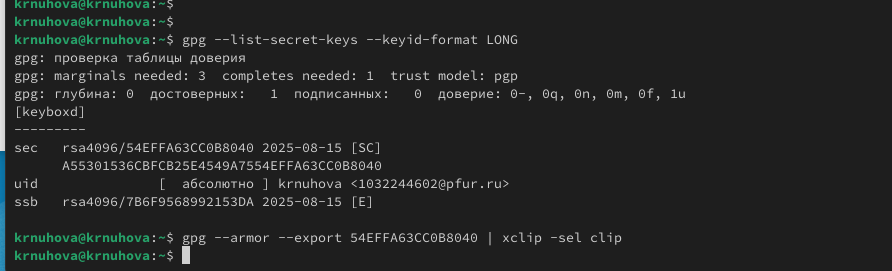 krnuhova@krnuhova:~$
krnuhova@krnuhova:~$
krnuhova@krnuhova:~$ gpg --list-secret-keys --keyid-format LONG
gpg: проверка таблицы доверия
gpg: marginals needed: 3  completes needed: 1  trust model: pgp
gpg: глубина: 0  достоверных:   1  подписанных:   0  доверие: 0-, 0q, 0n, 0m, 0f, 1u
[keyboxd]
---------
sec   rsa4096/54EFFA63CC0B8040 2025-08-15 [SC]
      A55301536CBFCB25E4549A7554EFFA63CC0B8040
uid               [  абсолютно ] krnuhova <1032244602@pfur.ru>
ssb   rsa4096/7B6F9568992153DA 2025-08-15 [E]

krnuhova@krnuhova:~$ gpg --armor --export 54EFFA63CC0B8040 | xclip -sel clip
krnuhova@krnuhova:~$